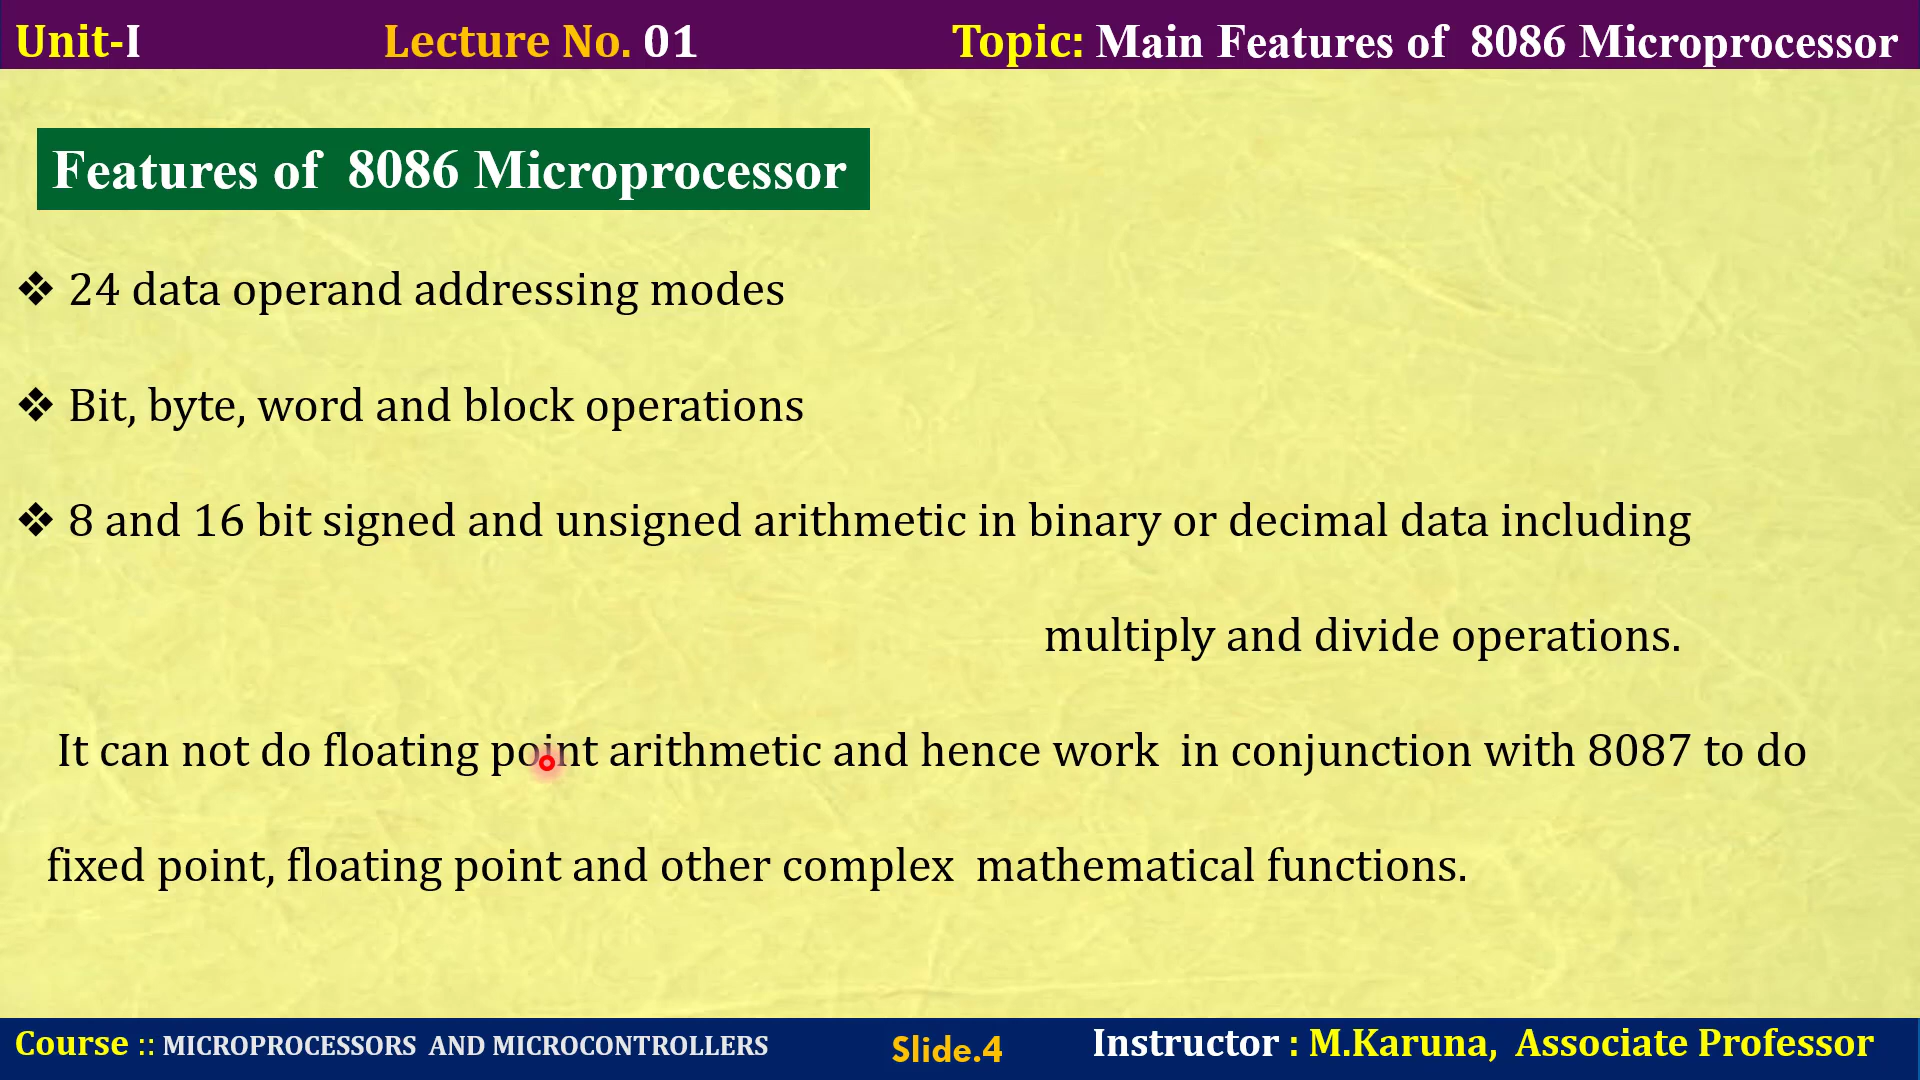 Unit-I Lecture No. 01 Topic: Main Features of 8086 Microprocessor
Features of 8086 Microprocessor
❖ 24 data operand addressing modes
❖ Bit, byte, word and block operations
❖ 8 and 16 bit signed and unsigned arithmetic in binary or decimal data including
multiply and divide operations.
It can not do floating point arithmetic and hence work in conjunction with 8087 to do
fixed point, floating point and other complex mathematical functions.
Course :: MICROPROCESSORS AND MICROCONTROLLERS Slide.4 Instructor : M.Karuna, Associate Professor